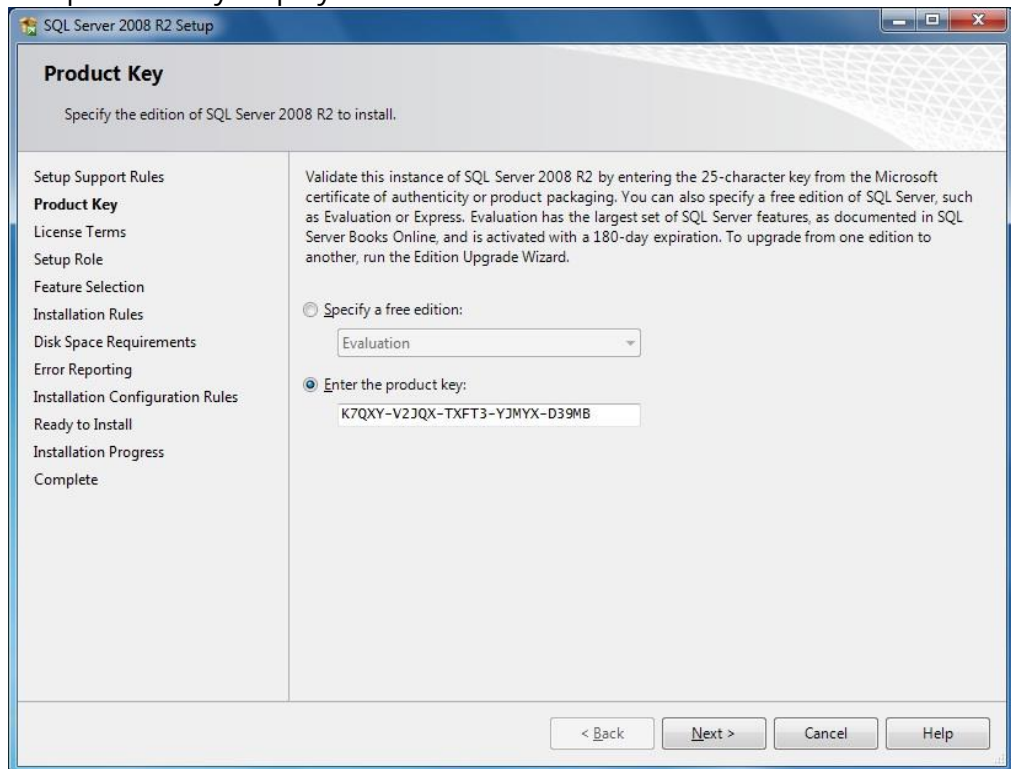 SQL Server 2008 R2 Setup
Product Key
Specify the edition of SQL Server 2008 R2 to install.
Setup Support Rules
Product Key
License Terms
Setup Role
Feature Selection
Installation Rules
Disk Space Requirements
Error Reporting
Installation Configuration Rules
Ready to Install
Installation Progress
Complete
Validate this instance of SQL Server 2008 R2 by entering the 25-character key from the Microsoft
certificate of authenticity or product packaging. You can also specify a free edition of SQL Server, such
as Evaluation or Express. Evaluation has the largest set of SQL Server features, as documented in SQL
Server Books Online, and is activated with a 180-day expiration. To upgrade from one edition to
another, run the Edition Upgrade Wizard.
Specify a free edition:
Evaluation
Enter the product key:
K7QXY-V2JQX-TXFT3-YJMYX-D39MB
< Back
Next >
Cancel
Help